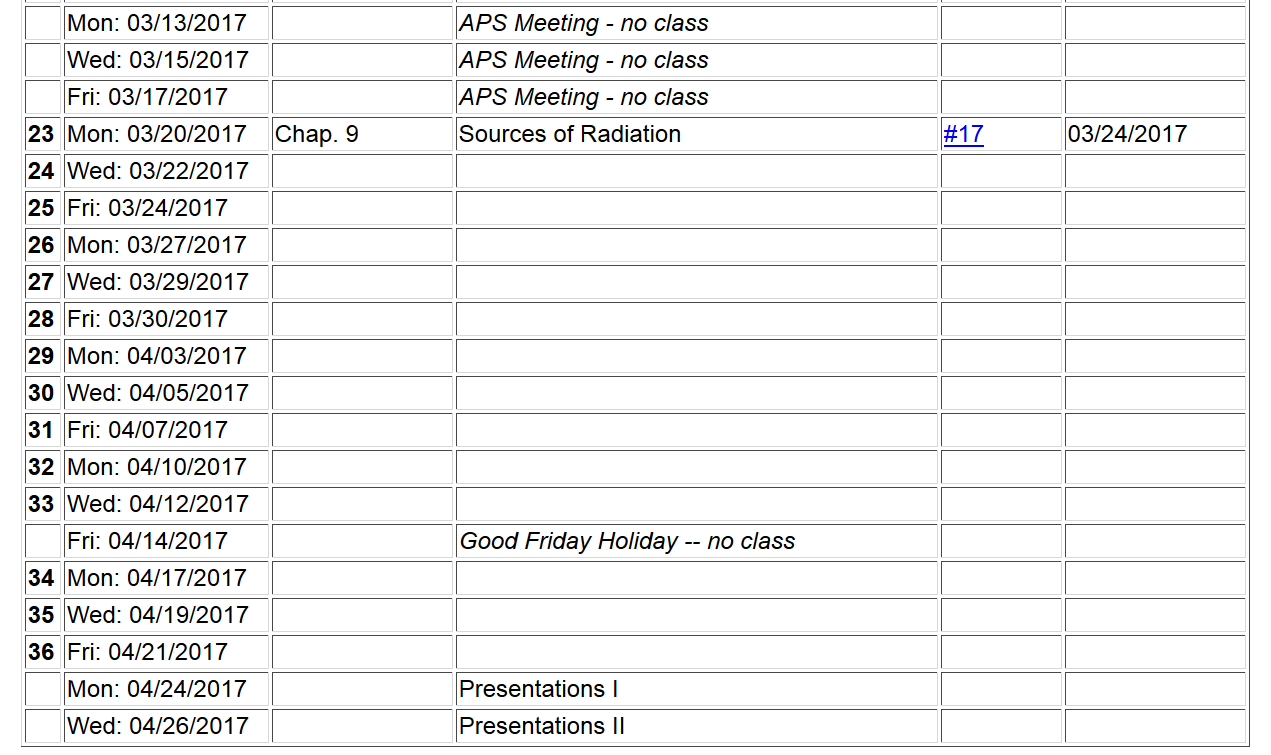 Mon: 03/13/2017 APS Meeting - no class
Wed: 03/15/2017 APS Meeting - no class
Fri: 03/17/2017 APS Meeting - no class
23 Mon: 03/20/2017 Chap. 9 Sources of Radiation #17 03/24/2017
24 Wed: 03/22/2017
25 Fri: 03/24/2017
26 Mon: 03/27/2017
27 Wed: 03/29/2017
28 Fri: 03/30/2017
29 Mon: 04/03/2017
30 Wed: 04/05/2017
31 Fri: 04/07/2017
32 Mon: 04/10/2017
33 Wed: 04/12/2017
Fri: 04/14/2017 Good Friday Holiday -- no class
34 Mon: 04/17/2017
35 Wed: 04/19/2017
36 Fri: 04/21/2017
Mon: 04/24/2017 Presentations I
Wed: 04/26/2017 Presentations II